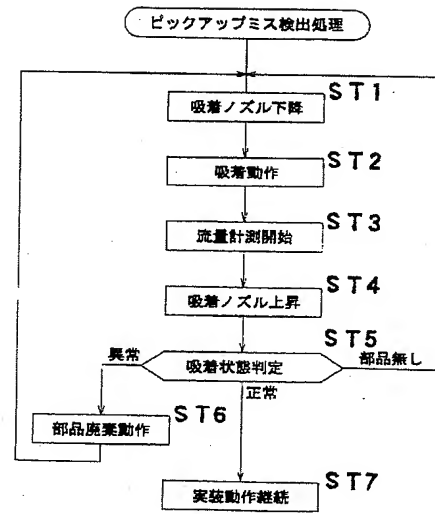 ピックアップミス検出処理
ST1
吸着ノズル下降
ST2
吸着動作
ST3
流量計測開始
ST4
吸着ノズル上昇
ST5
異常
吸着状態判定
部品無し
正常
ST6
部品廃棄動作
ST7
実装動作継続